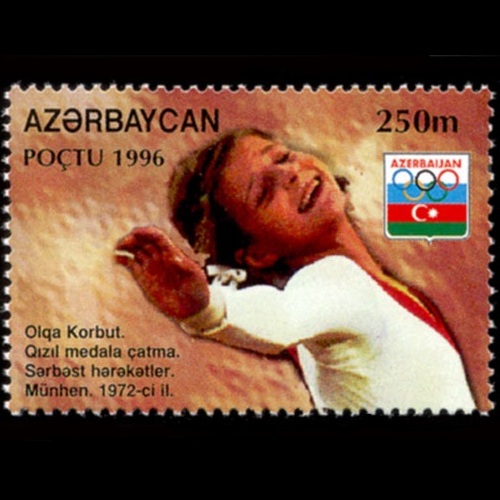 AZƏRBAYCAN 250m
POÇTU 1996
AZERBAIJAN
Olqa Korbut.
Qızıl medala çatma.
Sərbəst hərəkətlər.
Münhen. 1972-ci il.